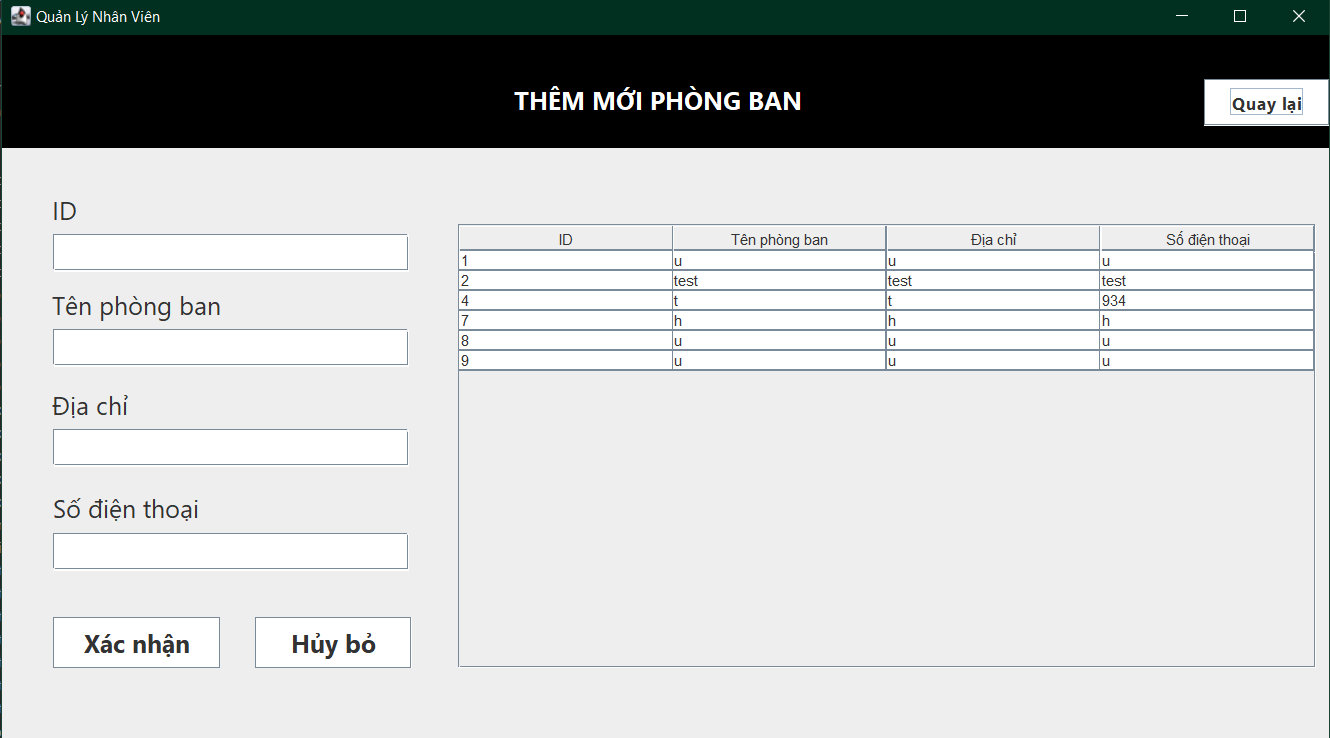 Quản Lý Nhân Viên
THÊM MỚI PHÒNG BAN
Quay lại
ID
Tên phòng ban
Địa chỉ
Số điện thoại
Xác nhận Hủy bỏ
ID Tên phòng ban Địa chỉ Số điện thoại
1 u u u
2 test test test
4 t t 934
7 h h h
8 u u u
9 u u u